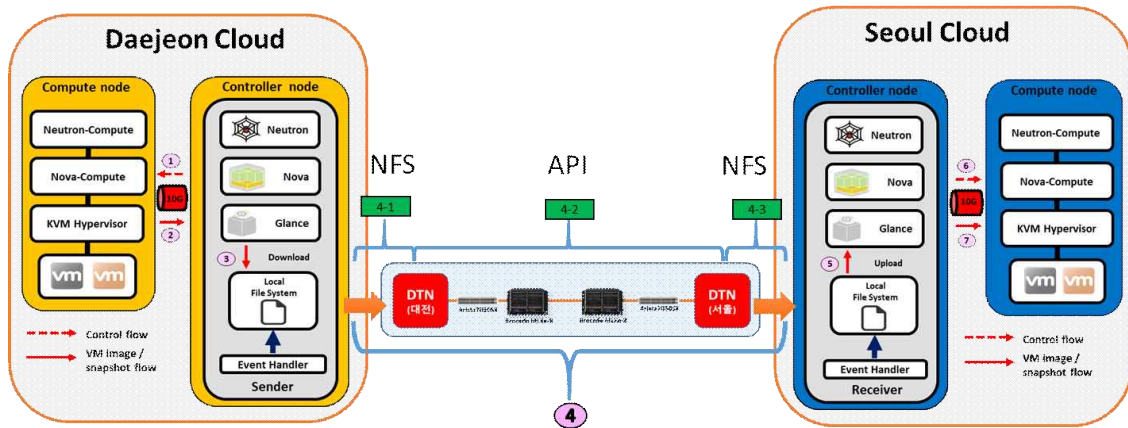 Daejeon Cloud
Compute node
Neutron-Compute
Nova-Compute
KVM Hypervisor
vm
vm
Control flow
VM image /
snapshot flow
1
10G
2
Controller node
Neutron
Nova
Glance
3
Download
Local
File System
Event Handler
Sender
NFS
API
NFS
4-1
4-2
4-3
DTN
(대전)
DTN
(서울)
4
Seoul Cloud
Controller node
Neutron
Nova
Glance
5
Upload
Local
File System
Event Handler
Receiver
6
10G
7
Compute node
Neutron-Compute
Nova-Compute
KVM Hypervisor
vm
vm
Control flow
VM image /
snapshot flow